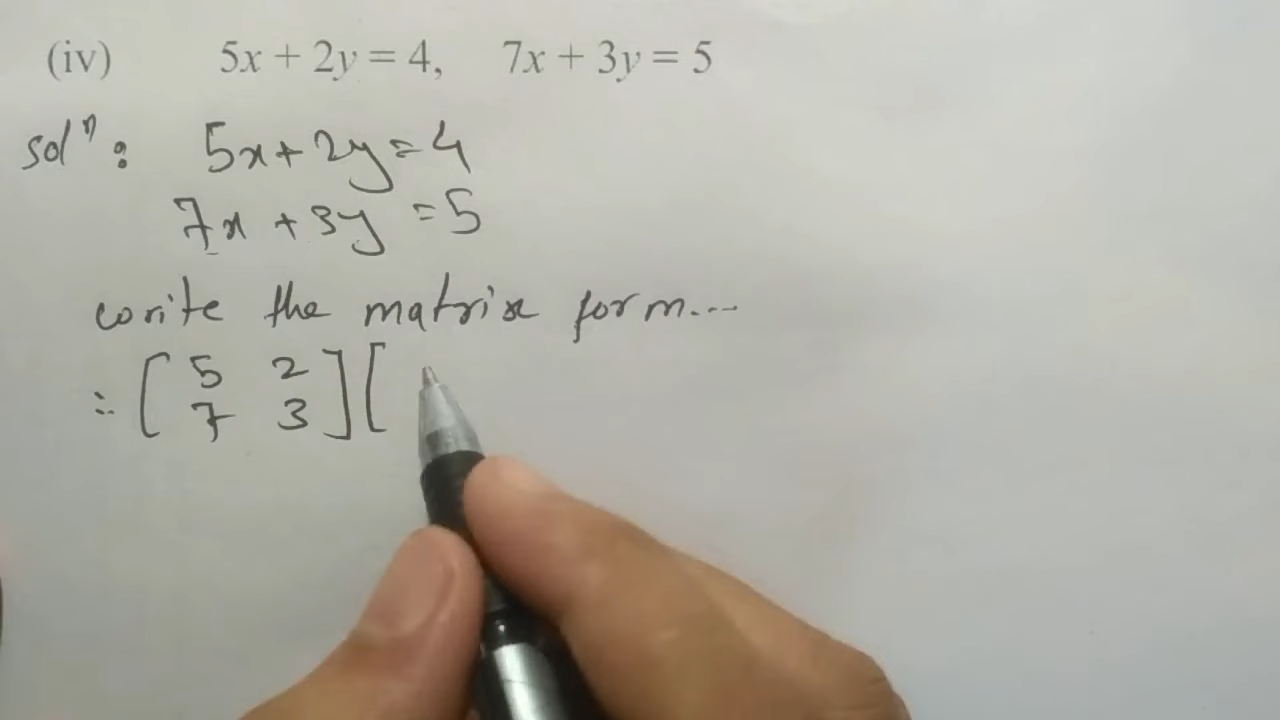 (iv) 5x + 2y = 4, 7x + 3y = 5
solⁿ: 5x+2y=4
7x +3y =5
write the matrix form...
∴ [ 5 2 ] [
7 3